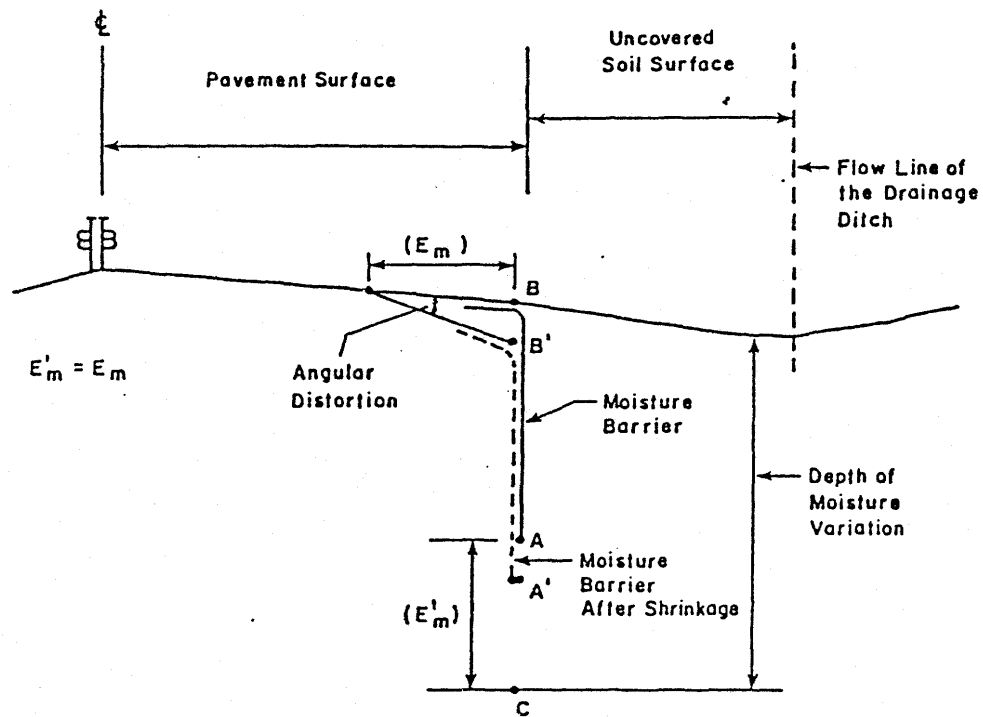 ℄
Uncovered
Soil Surface
Pavement Surface
Flow Line of
the Drainage
Ditch
(Em)
B
B'
E'm = Em
Angular
Distortion
Moisture
Barrier
Depth of
Moisture
Variation
A
Moisture
Barrier
After Shrinkage
A'
(E'm)
C